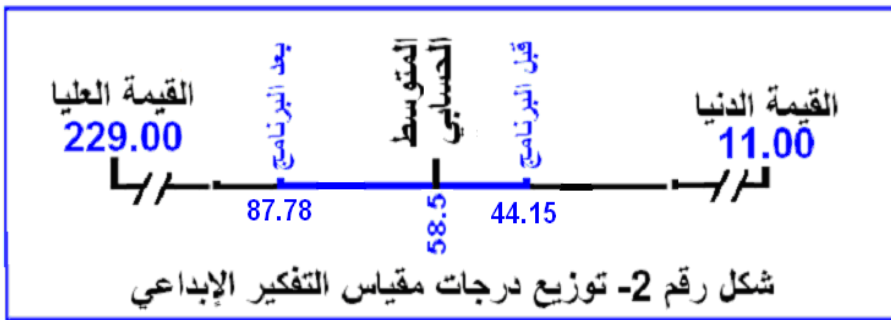 القيمة الدنيا
11.00
قبل البرنامج
44.15
المتوسط
الحسابي
58.5
بعد البرنامج
87.78
القيمة العليا
229.00
شكل رقم 2- توزيع درجات مقياس التفكير الإبداعي